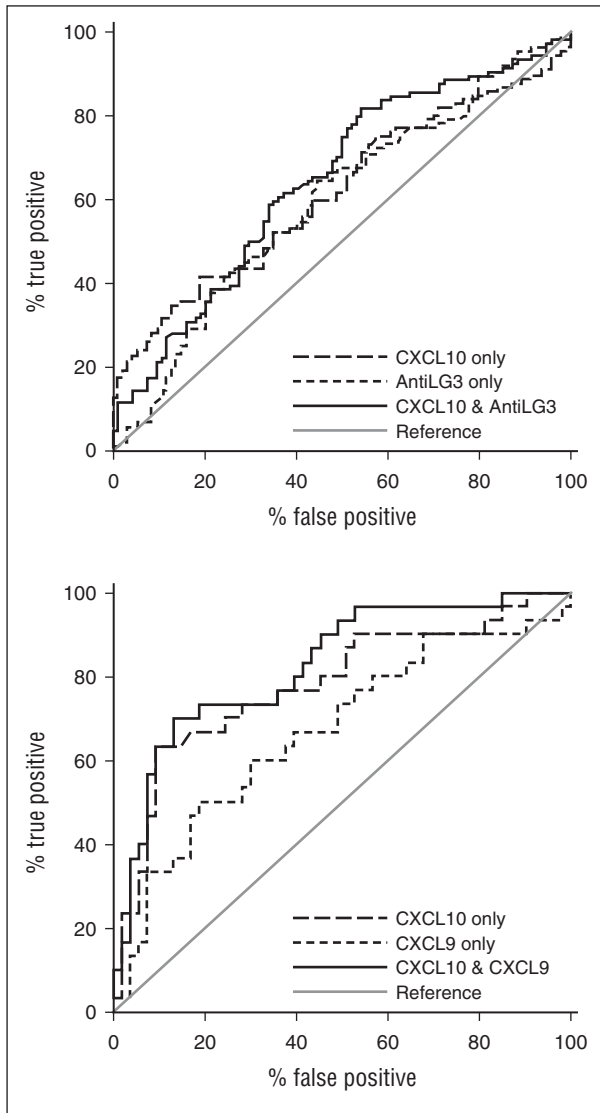 100
80
60
40
20
0
% true positive
CXCL10 only
AntiLG3 only
CXCL10 & AntiLG3
Reference
0 20 40 60 80 100
% false positive
100
80
60
40
20
0
% true positive
CXCL10 only
CXCL9 only
CXCL10 & CXCL9
Reference
0 20 40 60 80 100
% false positive